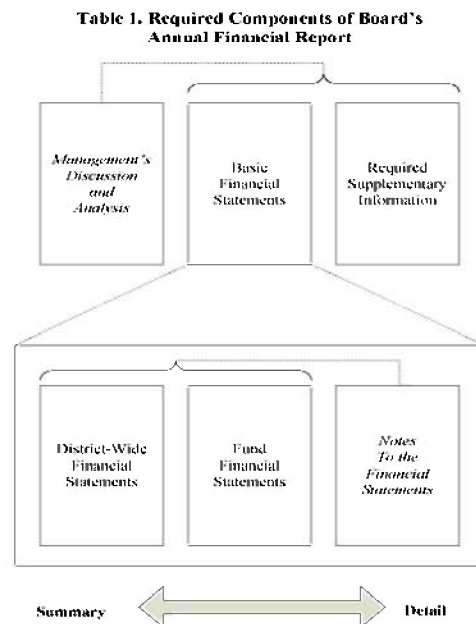 Table 1. Required Components of Board's
Annual Financial Report
Management's
Discussion
and
Analysis
Basic
Financial
Statements
Required
Supplementary
Information
District-Wide
Financial
Statements
Fund
Financial
Statements
Notes
To the
Financial
Statements
Summary
Detail